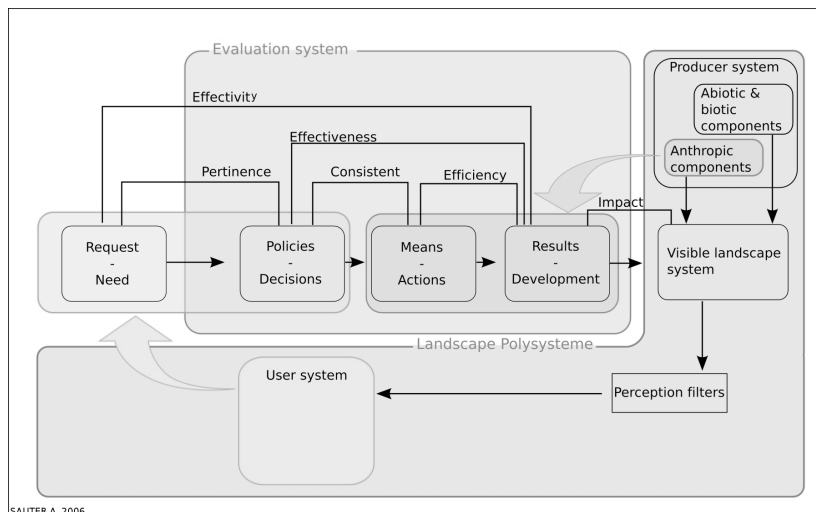 Evaluation system
Producer system
Abiotic &
biotic
components
Anthropic
components
Effectivity
Effectiveness
Pertinence
Consistent
Efficiency
Impact
Request
-
Need
Policies
-
Decisions
Means
-
Actions
Results
-
Development
Visible landscape
system
Landscape Polysysteme
User system
Perception filters
SAUTER A. 2006